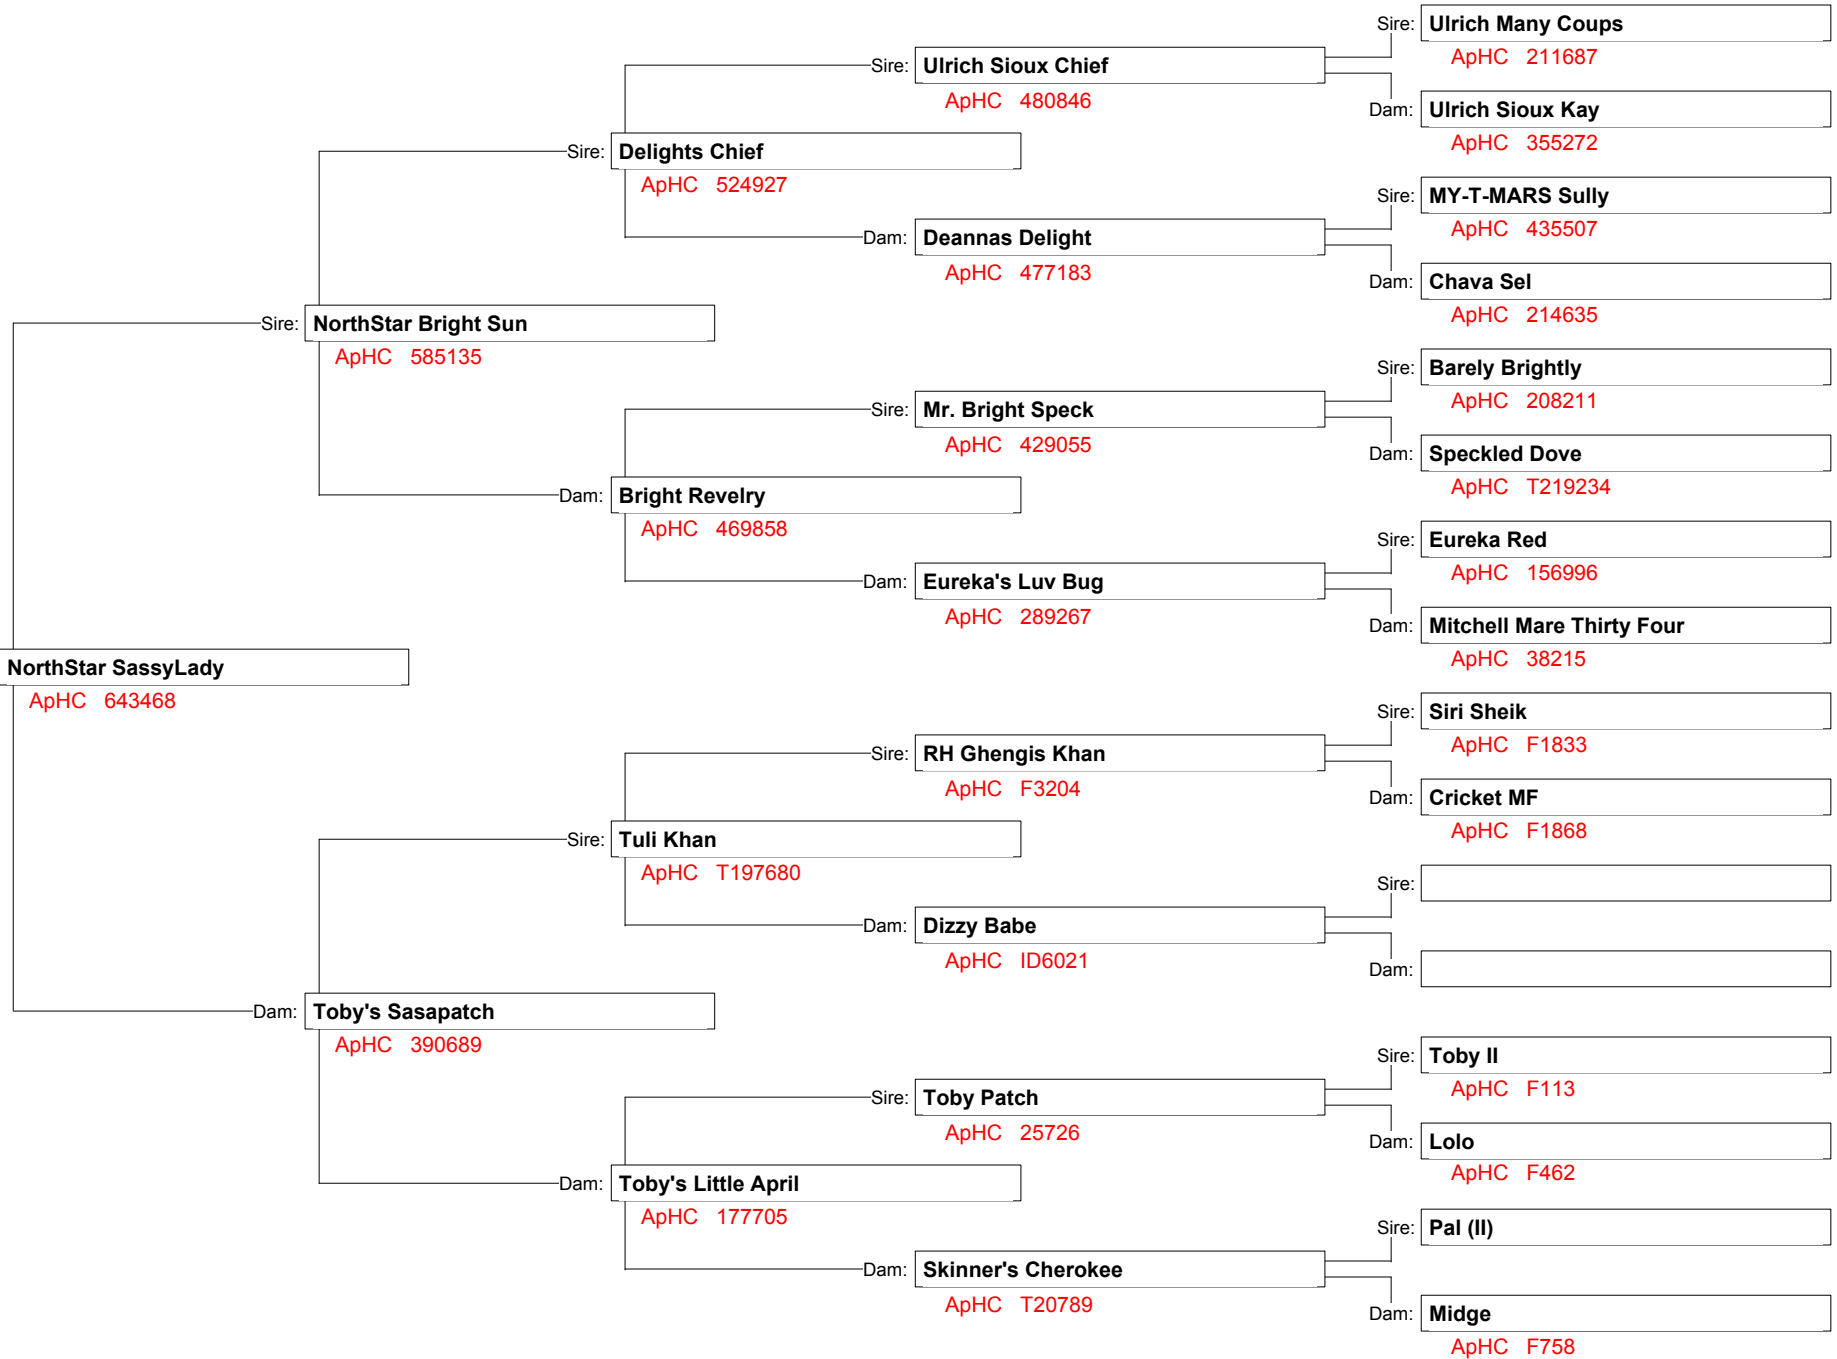 Sire: Ulrich Many Coups
ApHC 211687
Sire: Ulrich Sioux Chief
ApHC 480846
Dam: Ulrich Sioux Kay
ApHC 355272
Sire: Delights Chief
ApHC 524927
Sire: MY-T-MARS Sully
ApHC 435507
Dam: Deannas Delight
ApHC 477183
Dam: Chava Sel
ApHC 214635
Sire: NorthStar Bright Sun
ApHC 585135
Sire: Barely Brightly
ApHC 208211
Sire: Mr. Bright Speck
ApHC 429055
Dam: Speckled Dove
ApHC T219234
Dam: Bright Revelry
ApHC 469858
Sire: Eureka Red
ApHC 156996
Dam: Eureka's Luv Bug
ApHC 289267
Dam: Mitchell Mare Thirty Four
ApHC 38215
NorthStar SassyLady
ApHC 643468
Sire: Siri Sheik
ApHC F1833
Sire: RH Ghengis Khan
ApHC F3204
Dam: Cricket MF
ApHC F1868
Sire: Tuli Khan
ApHC T197680
Sire:
Dam: Dizzy Babe
ApHC ID6021
Dam:
Dam: Toby's Sasapatch
ApHC 390689
Sire: Toby II
ApHC F113
Sire: Toby Patch
ApHC 25726
Dam: Lolo
ApHC F462
Dam: Toby's Little April
ApHC 177705
Sire: Pal (II)
Dam: Skinner's Cherokee
ApHC T20789
Dam: Midge
ApHC F758